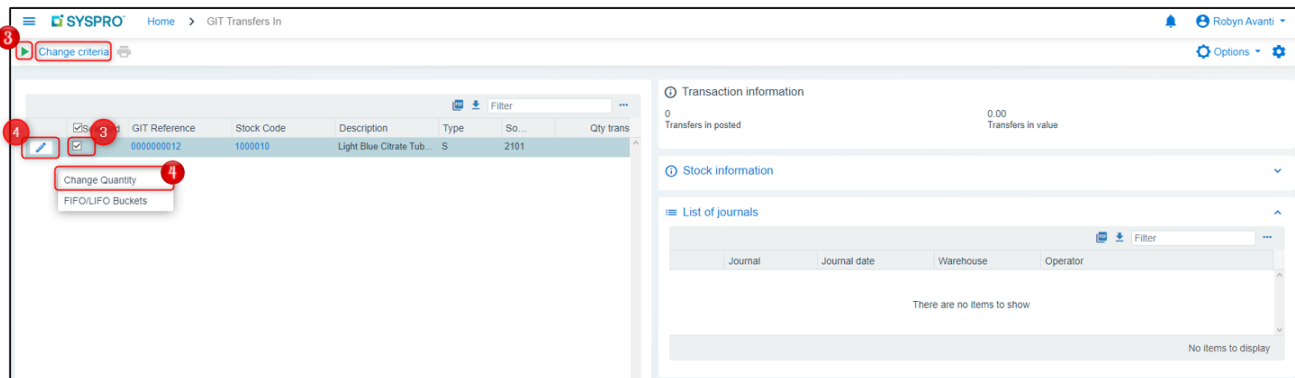 SYSPRO Home > GIT Transfers In Robyn Avanti
3
Change criteria Options
Transaction information
Filter
0 0.00
Transfers in posted Transfers in value
4 3 GIT Reference Stock Code Description Type So... Qty trans
0000000012 1000010 Light Blue Citrate Tub... S 2101
4
Change Quantity
FIFO/LIFO Buckets
Stock information
List of journals
Filter
Journal Journal date Warehouse Operator
There are no items to show
No items to display